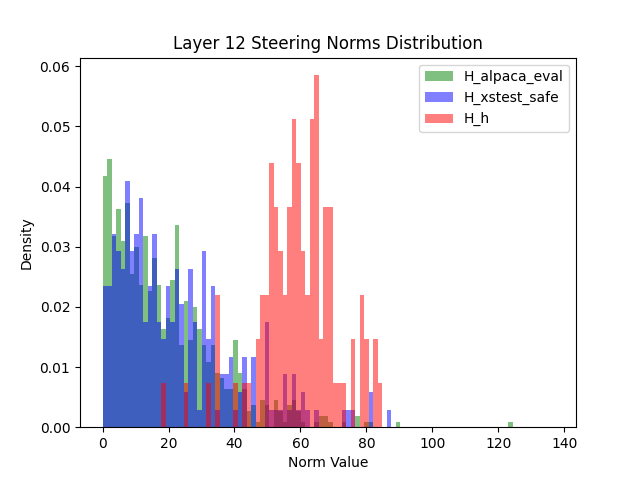 Layer 12 Steering Norms Distribution
H_alpaca_eval
H_xstest_safe
H_h
0.06
0.05
0.04
0.03
0.02
0.01
0.00
Density
0 20 40 60 80 100 120 140
Norm Value